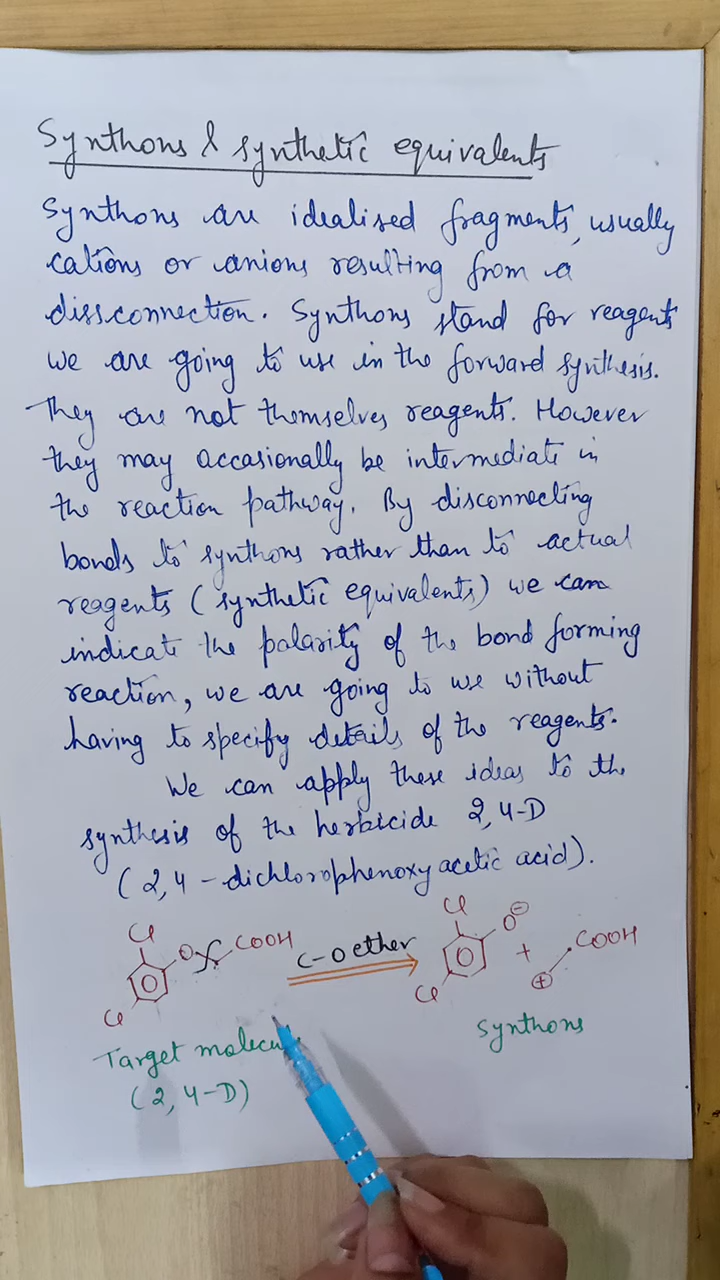 Synthons & synthetic equivalents
Synthons are idealised fragments, usually
cations or anions resulting from a
dissconnection. Synthons stand for reagents
we are going to use in the forward synthesis.
They are not themselves reagents. However
they may accasionally be intermediate in
the reaction pathway. By disconnecting
bonds to synthons rather than to actual
reagents (synthetic equivalents) we can
indicate the polarity of the bond forming
reaction, we are going to use without
having to specify details of the reagents.
We can apply these ideas to the
synthesis of the herbicide 2,4-D
(2,4-dichlorophenoxy acetic acid).
Cl O COOH C-O ether Cl O⊖ + COOH
Cl Cl ⊕
Target molecul Synthons
(2,4-D)